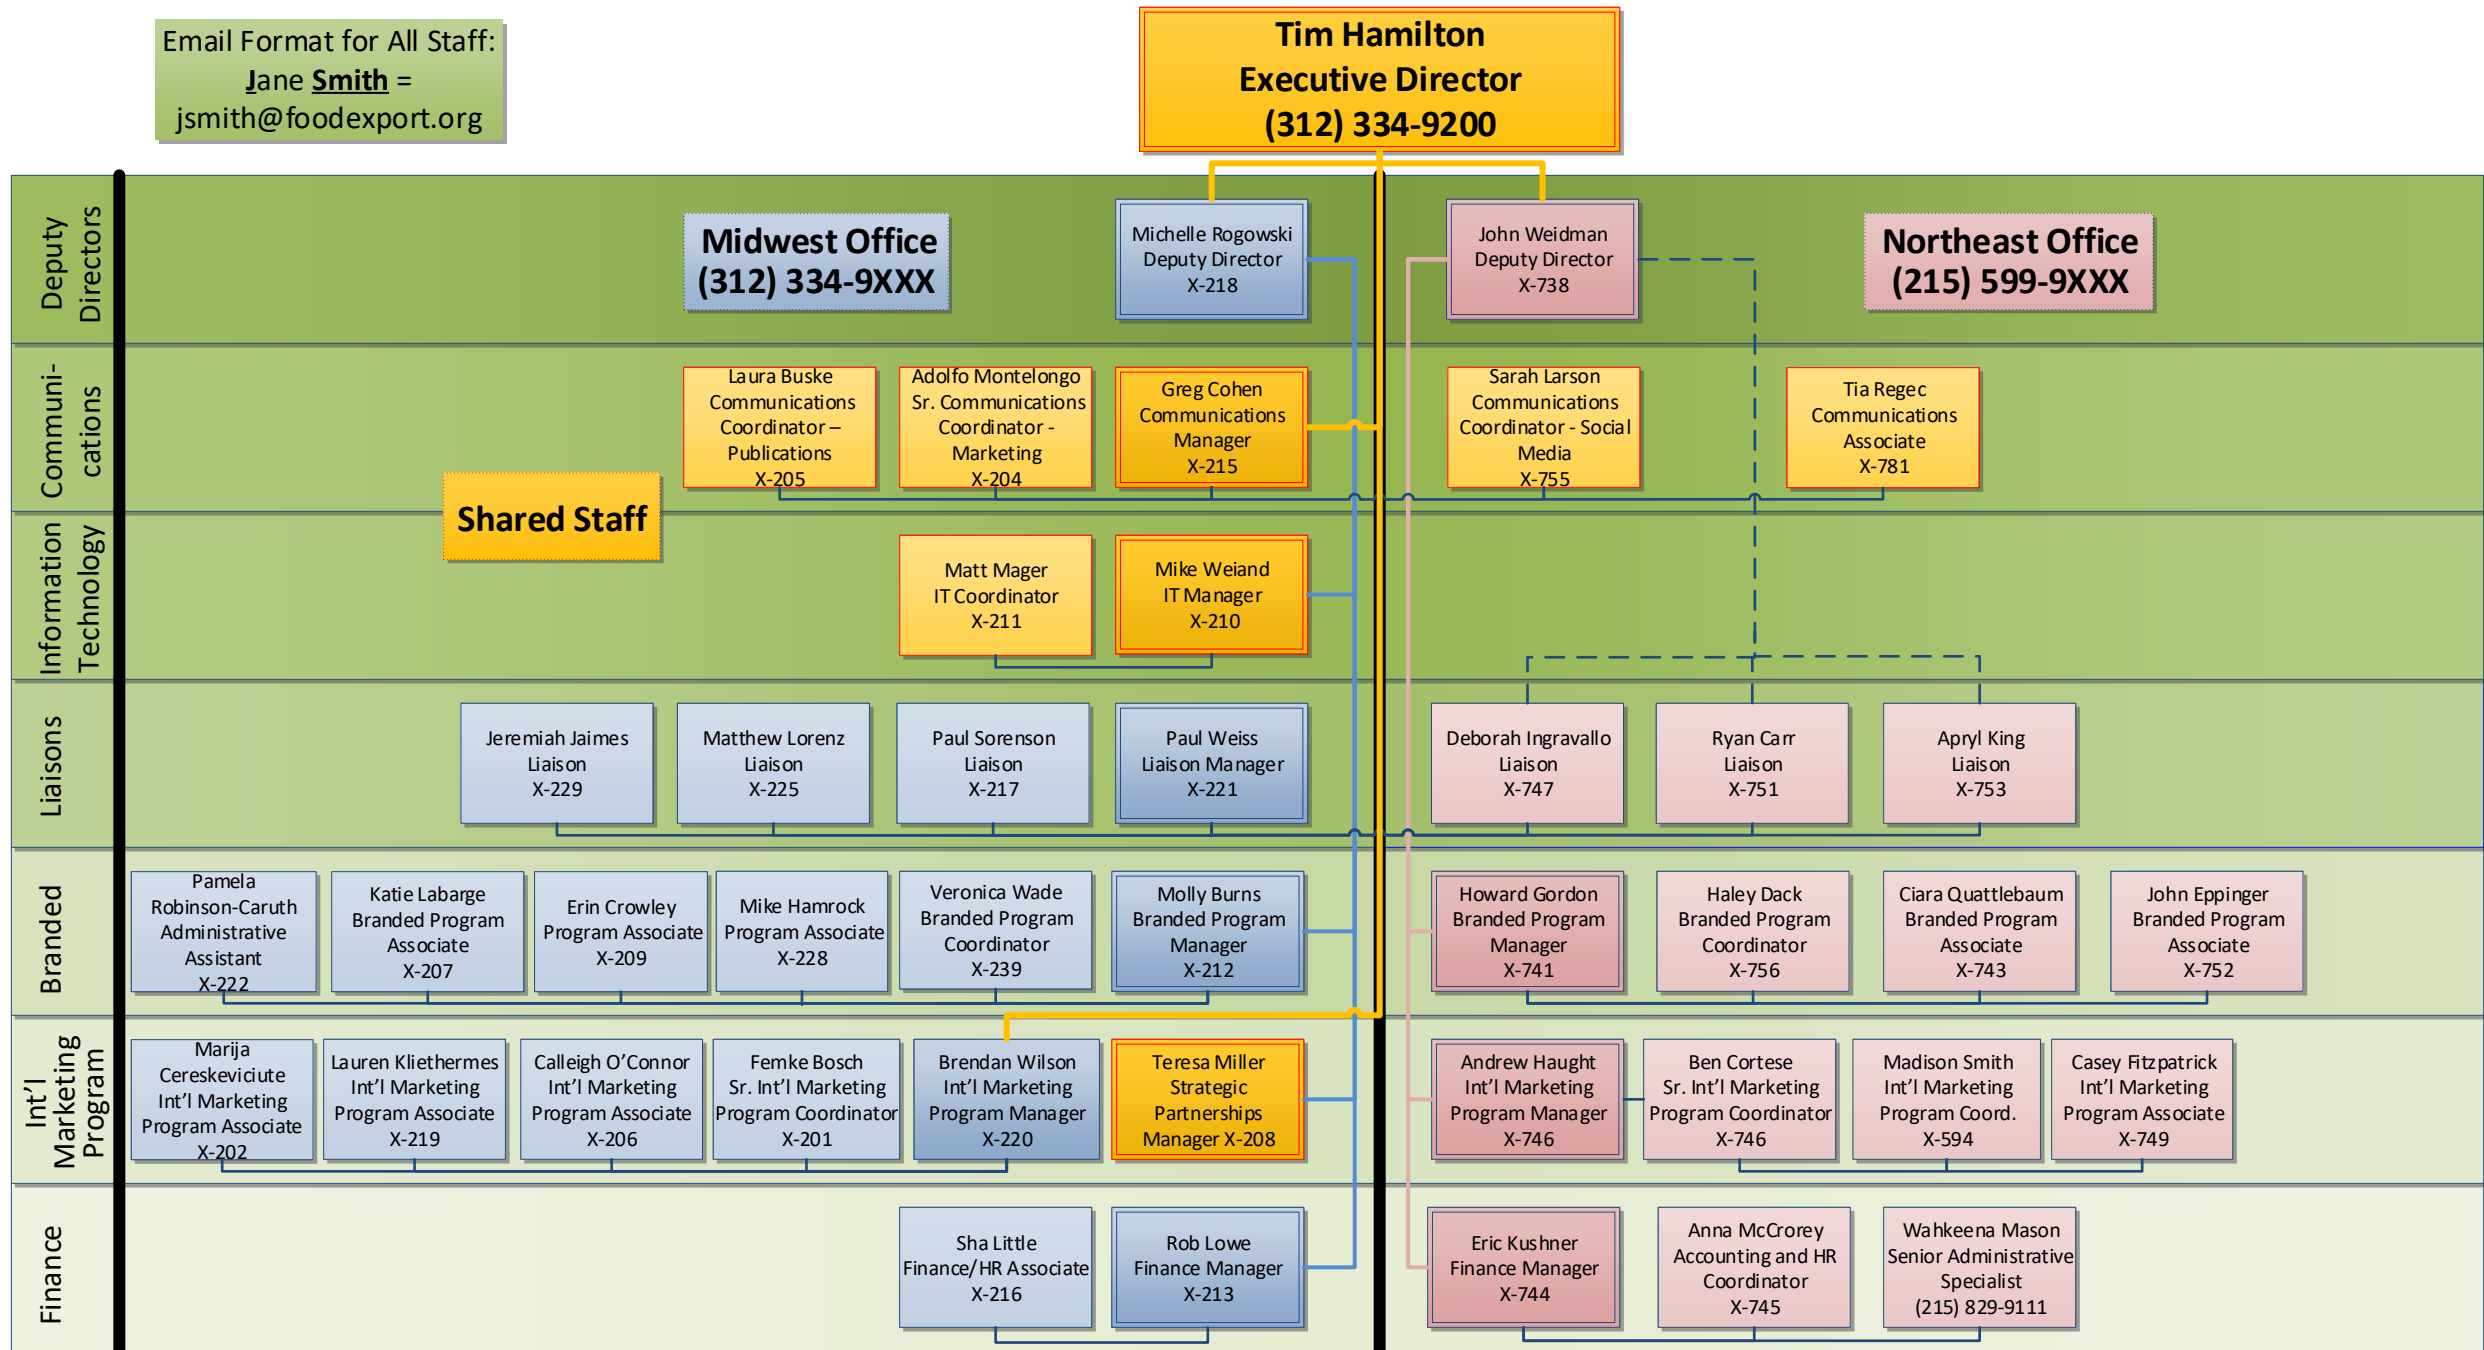 Email Format for All Staff:
Jane Smith =
jsmith@foodexport.org
Tim Hamilton
Executive Director
(312) 334-9200
Deputy
Directors
Midwest Office
(312) 334-9XXX
Michelle Rogowski
Deputy Director
X-218
John Weidman
Deputy Director
X-738
Northeast Office
(215) 599-9XXX
Communi-
cations
Laura Buske
Communications
Coordinator –
Publications
X-205
Adolfo Montelongo
Sr. Communications
Coordinator -
Marketing
X-204
Greg Cohen
Communications
Manager
X-215
Sarah Larson
Communications
Coordinator - Social
Media
X-755
Tia Regec
Communications
Associate
X-781
Shared Staff
Information
Technology
Matt Mager
IT Coordinator
X-211
Mike Weiand
IT Manager
X-210
Liaisons
Jeremiah Jaimes
Liaison
X-229
Matthew Lorenz
Liaison
X-225
Paul Sorenson
Liaison
X-217
Paul Weiss
Liaison Manager
X-221
Deborah Ingravallo
Liaison
X-747
Ryan Carr
Liaison
X-751
Apryl King
Liaison
X-753
Branded
Pamela
Robinson-Caruth
Administrative
Assistant
X-222
Katie Labarge
Branded Program
Associate
X-207
Erin Crowley
Program Associate
X-209
Mike Hamrock
Program Associate
X-228
Veronica Wade
Branded Program
Coordinator
X-239
Molly Burns
Branded Program
Manager
X-212
Howard Gordon
Branded Program
Manager
X-741
Haley Dack
Branded Program
Coordinator
X-756
Ciara Quattlebaum
Branded Program
Associate
X-743
John Eppinger
Branded Program
Associate
X-752
Int’l
Marketing
Program
Marija
Cereskeviciute
Int’l Marketing
Program Associate
X-202
Lauren Kliethermes
Int’l Marketing
Program Associate
X-219
Calleigh O’Connor
Int’l Marketing
Program Associate
X-206
Femke Bosch
Sr. Int’l Marketing
Program Coordinator
X-201
Brendan Wilson
Int’l Marketing
Program Manager
X-220
Teresa Miller
Strategic
Partnerships
Manager X-208
Andrew Haught
Int’l Marketing
Program Manager
X-746
Ben Cortese
Sr. Int’l Marketing
Program Coordinator
X-746
Madison Smith
Int’l Marketing
Program Coord.
X-594
Casey Fitzpatrick
Int’l Marketing
Program Associate
X-749
Finance
Sha Little
Finance/HR Associate
X-216
Rob Lowe
Finance Manager
X-213
Eric Kushner
Finance Manager
X-744
Anna McCrorey
Accounting and HR
Coordinator
X-745
Wahkeena Mason
Senior Administrative
Specialist
(215) 829-9111